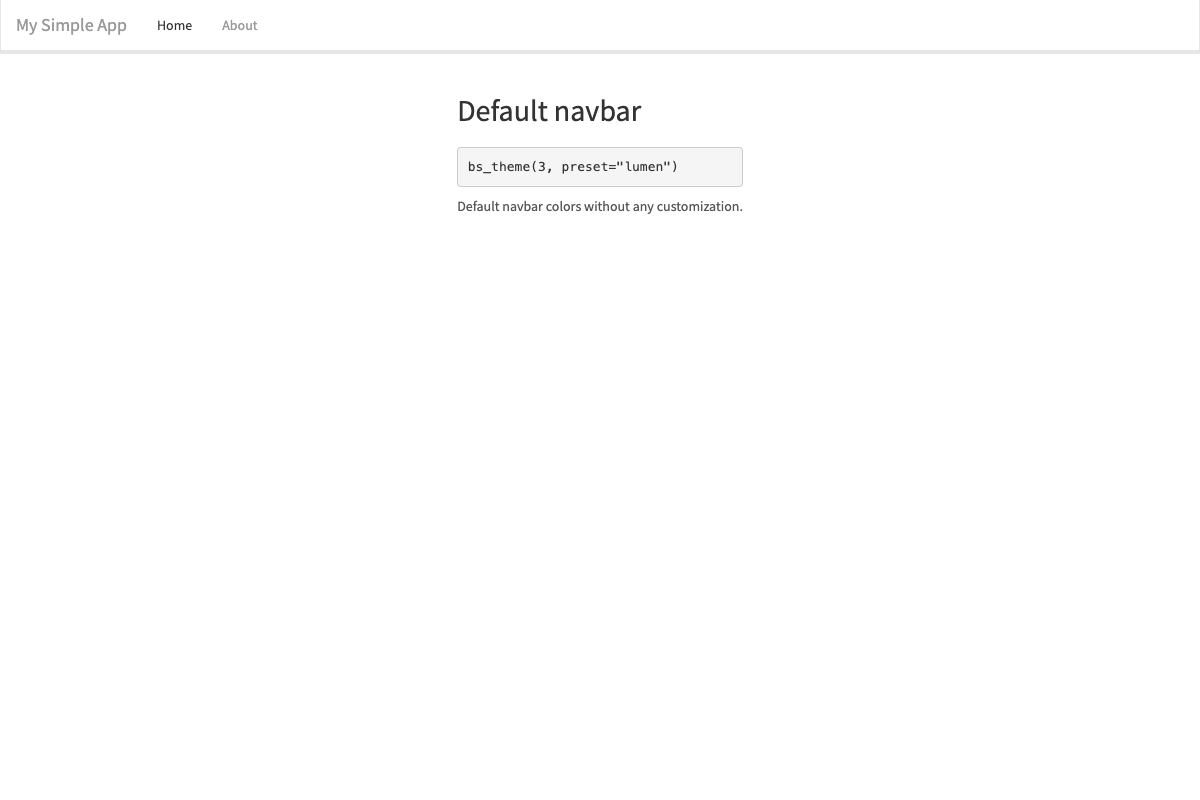 My Simple App Home About
Default navbar
bs_theme(3, preset="lumen")
Default navbar colors without any customization.